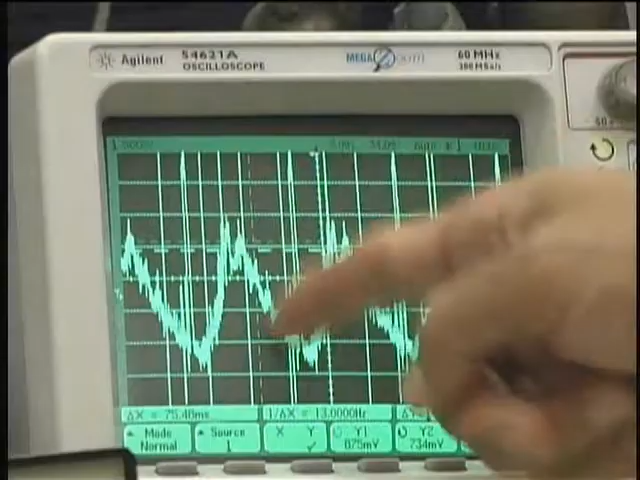 Agilent
54621A
OSCILLOSCOPE
MEGA Zoom
60 MHz
200 MSa/s
ΔX = 75.40ms
1/ΔX = 13.0000Hz
Mode
Normal
Source
1
X Y
Y1
875mV
Y2
734mV